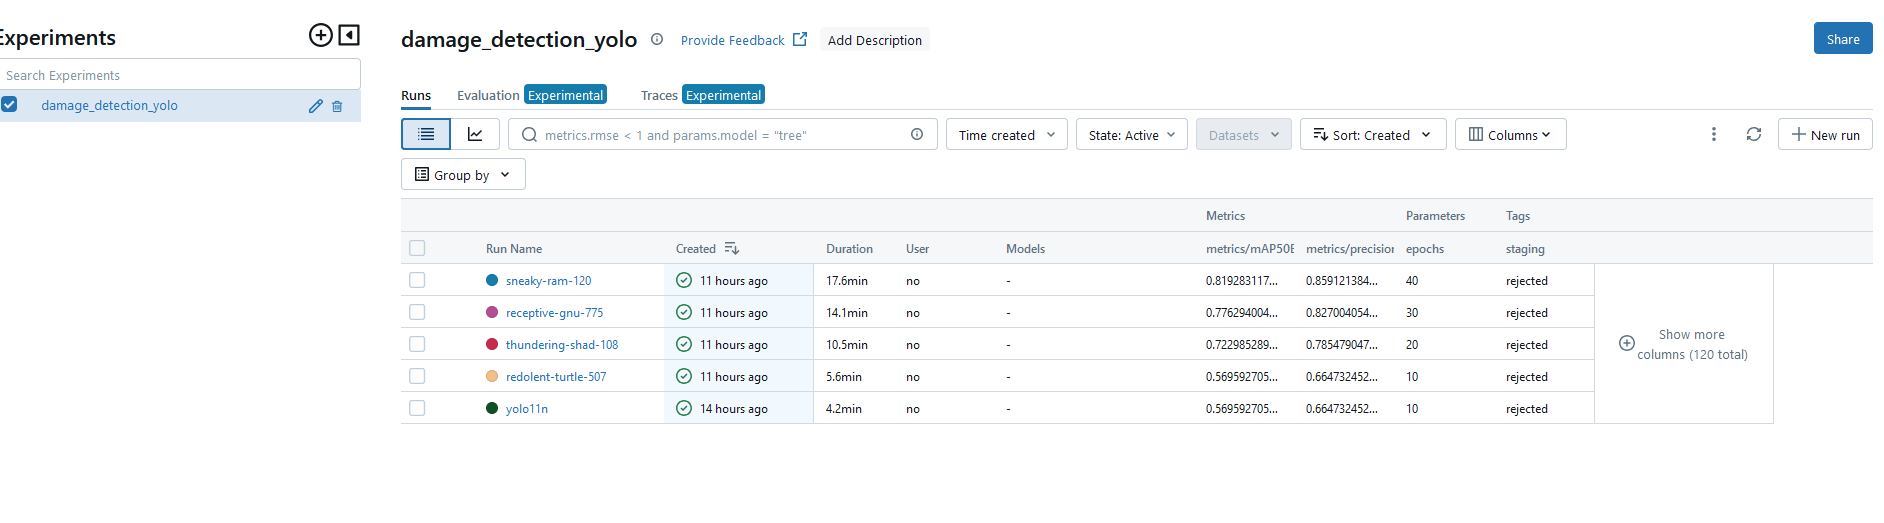 Experiments
Search Experiments
damage_detection_yolo
damage_detection_yolo Provide Feedback Add Description
Share
Runs Evaluation Experimental Traces Experimental
metrics.rmse < 1 and params.model = "tree" Time created State: Active Datasets Sort: Created Columns New run
Group by
Metrics Parameters Tags
Run Name Created Duration User Models metrics/mAP50 metrics/precision epochs staging
sneaky-ram-120 11 hours ago 17.6min no - 0.819283117... 0.859121384... 40 rejected
receptive-gnu-775 11 hours ago 14.1min no - 0.776294004... 0.827004054... 30 rejected
thundering-shad-108 11 hours ago 10.5min no - 0.722985289... 0.785479047... 20 rejected
redolent-turtle-507 11 hours ago 5.6min no - 0.569592705... 0.664732452... 10 rejected
yolo11n 14 hours ago 4.2min no - 0.569592705... 0.664732452... 10 rejected
Show more
columns (120 total)